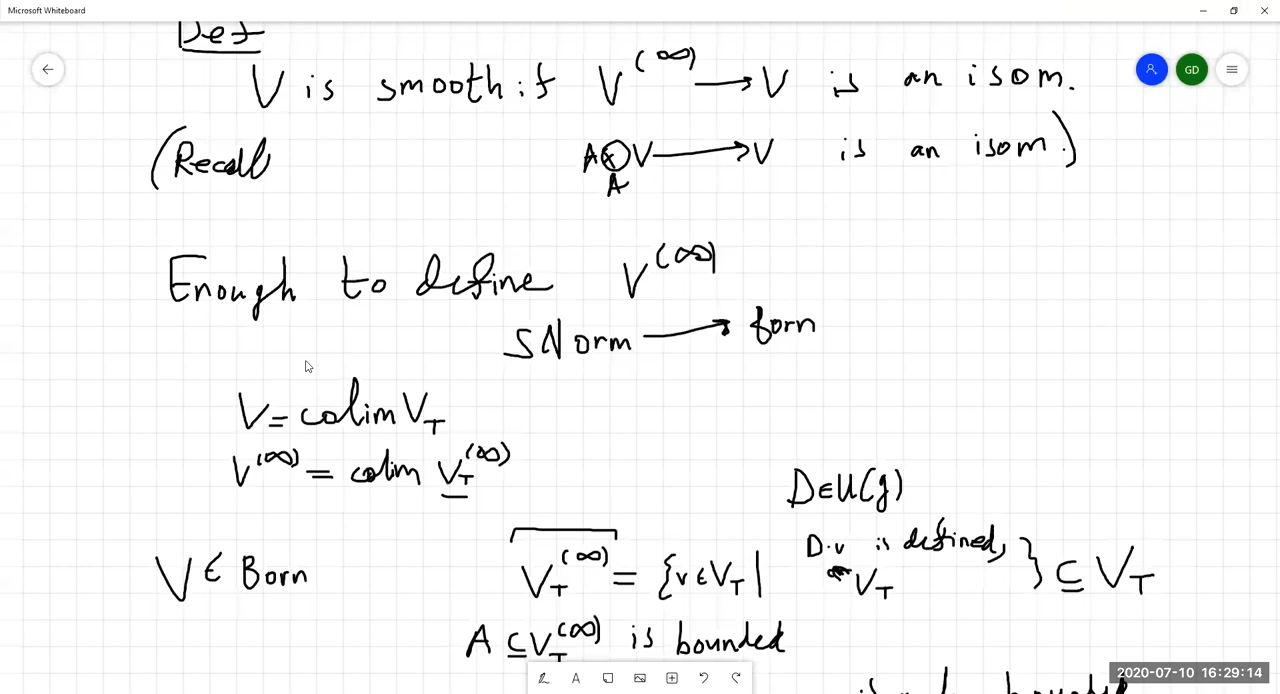 Microsoft Whiteboard
Def
GD
V is smooth if V^(∞) → V is an isom.
(Recall A⊗_A V → V is an isom.)
Enough to define V^(∞)
SNorm → Born
V = colim V_T
V^(∞) = colim V_T^(∞)
D∈U(g)
V ∈ Born
V_T^(∞) = {v ∈ V_T | D·v is defined, V_T } ⊆ V_T
A ⊆ V_T^(∞) is bounded
bounded
2020-07-10 16:29:14